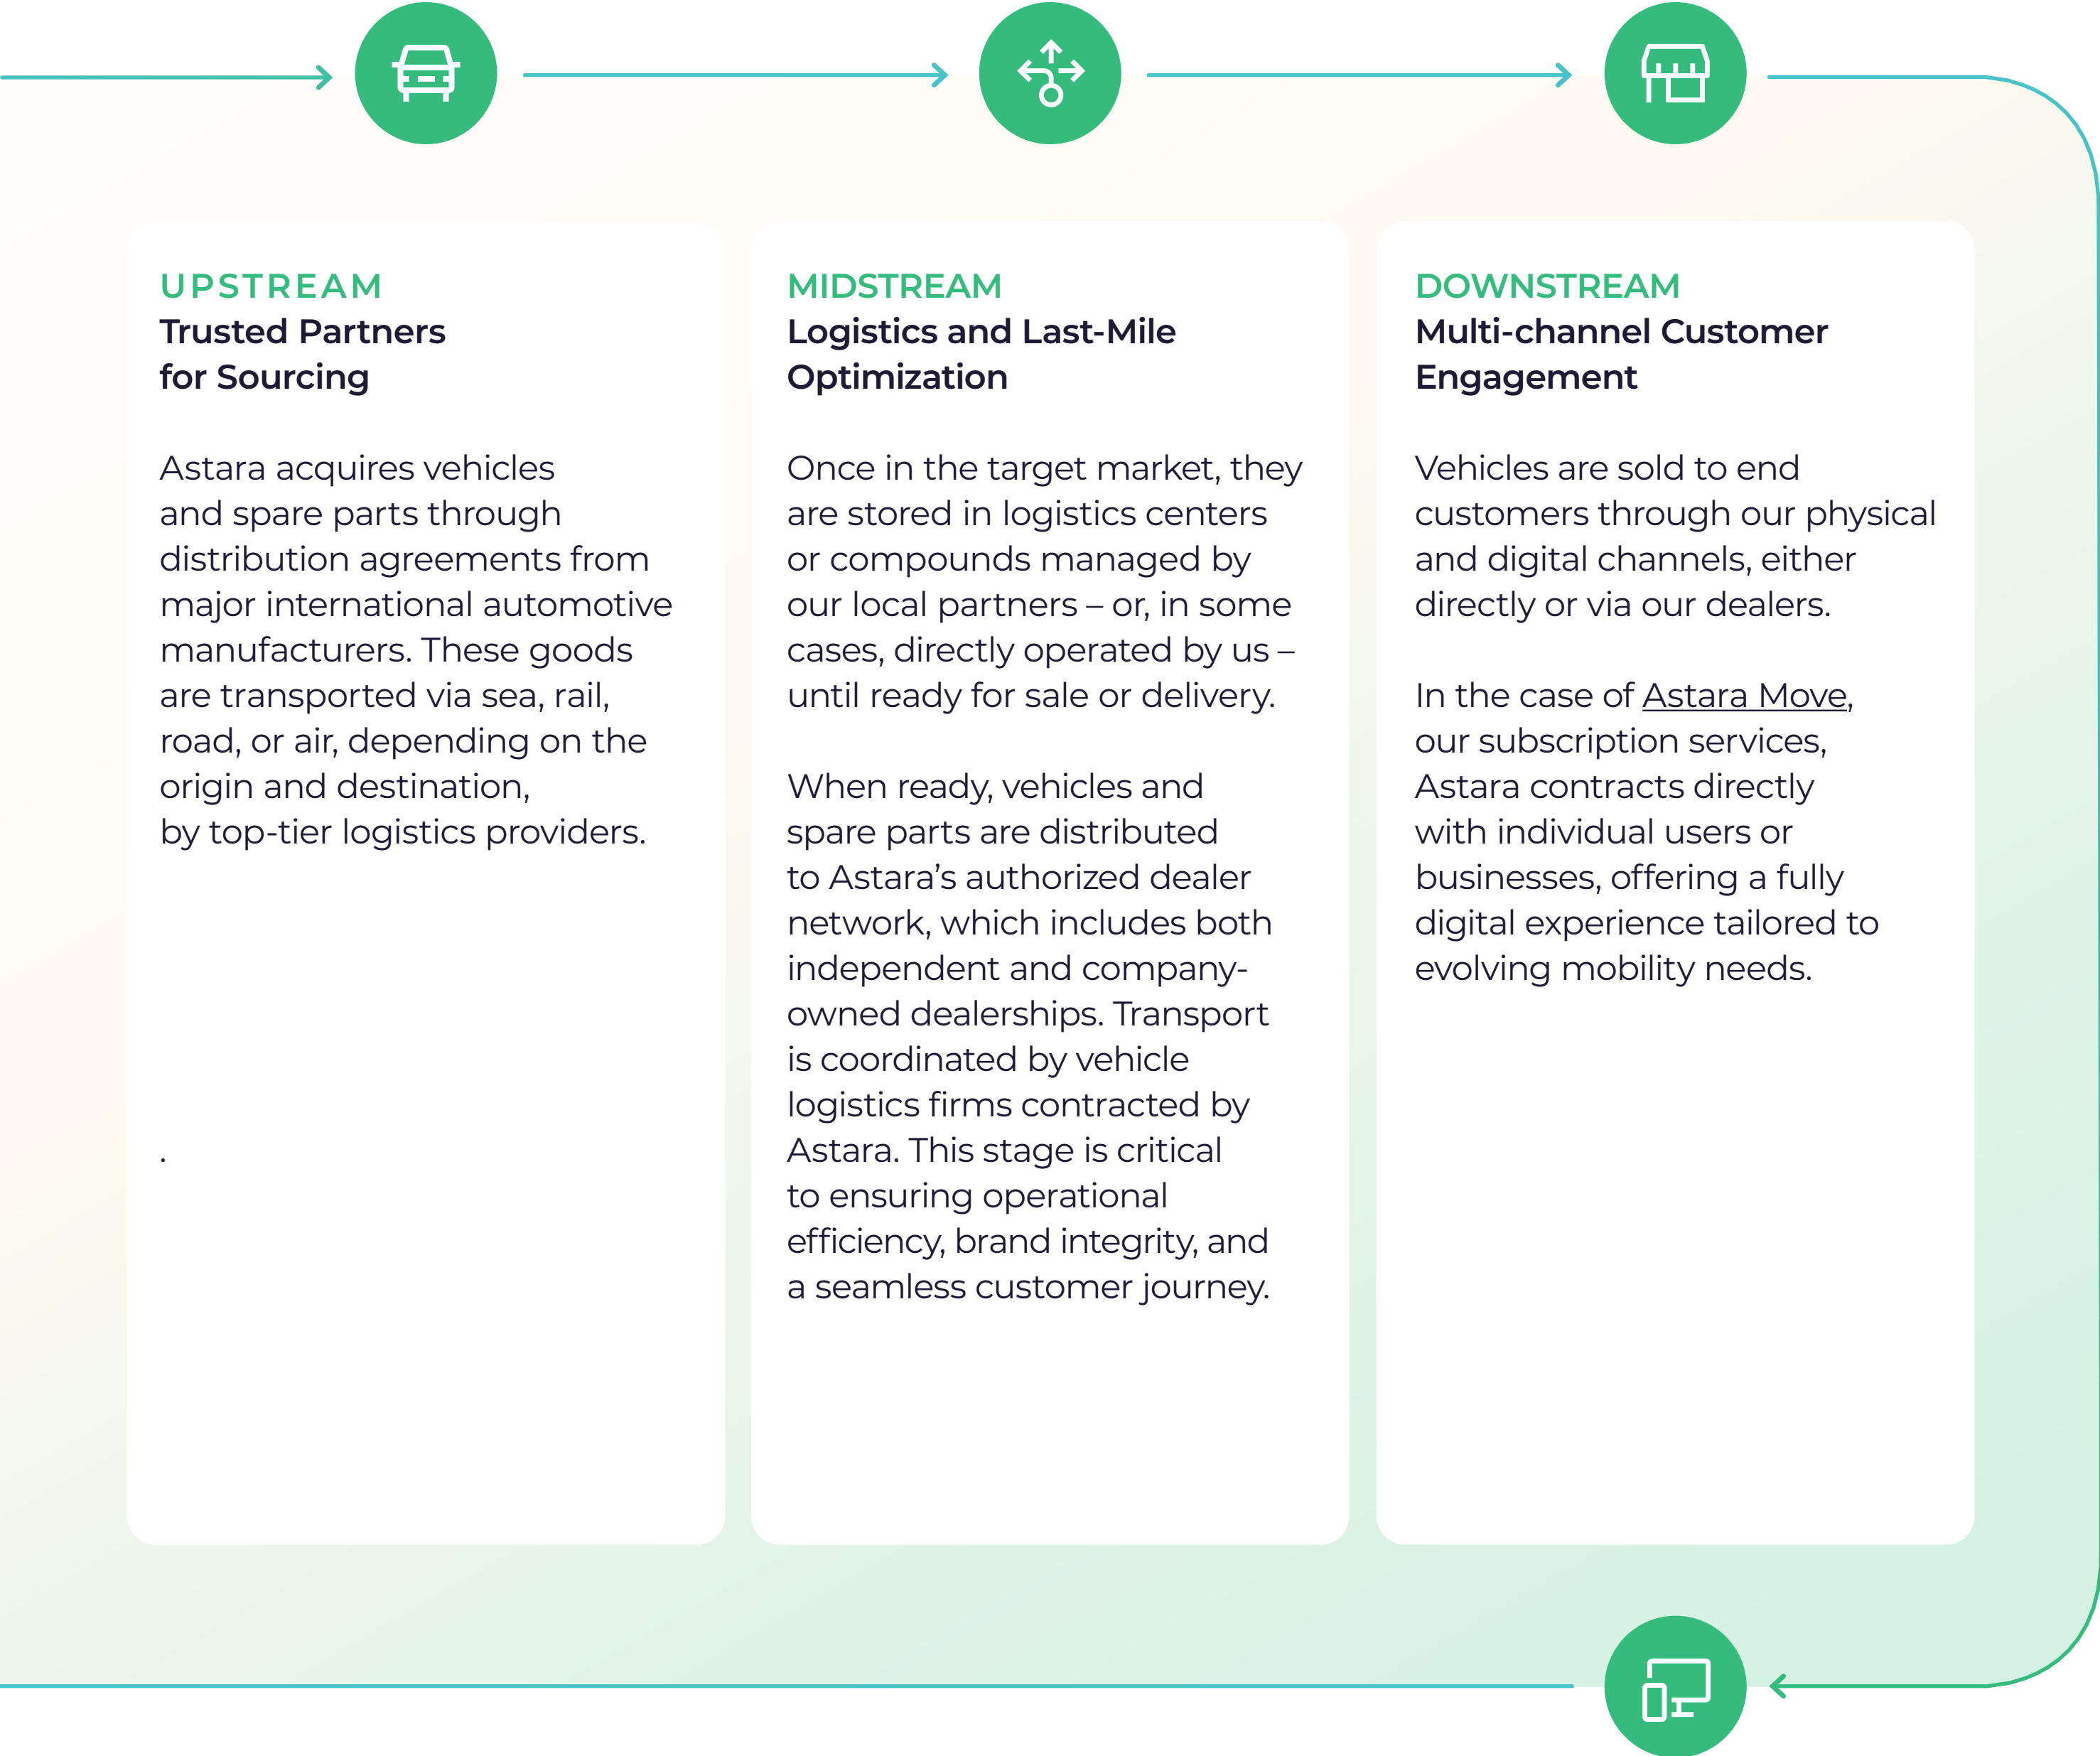 UPSTREAM
Trusted Partners
for Sourcing
Astara acquires vehicles
and spare parts through
distribution agreements from
major international automotive
manufacturers. These goods
are transported via sea, rail,
road, or air, depending on the
origin and destination,
by top-tier logistics providers.
.
MIDSTREAM
Logistics and Last-Mile
Optimization
Once in the target market, they
are stored in logistics centers
or compounds managed by
our local partners – or, in some
cases, directly operated by us –
until ready for sale or delivery.
When ready, vehicles and
spare parts are distributed
to Astara’s authorized dealer
network, which includes both
independent and company-
owned dealerships. Transport
is coordinated by vehicle
logistics firms contracted by
Astara. This stage is critical
to ensuring operational
efficiency, brand integrity, and
a seamless customer journey.
DOWNSTREAM
Multi-channel Customer
Engagement
Vehicles are sold to end
customers through our physical
and digital channels, either
directly or via our dealers.
In the case of Astara Move,
our subscription services,
Astara contracts directly
with individual users or
businesses, offering a fully
digital experience tailored to
evolving mobility needs.